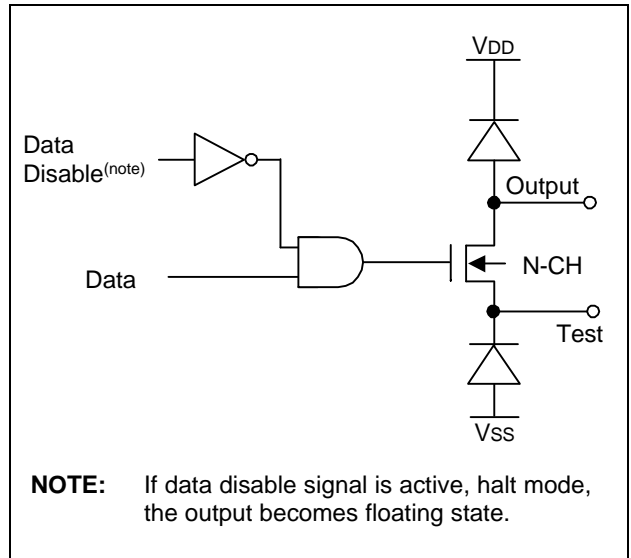 VDD
Data
Disable(note)
Output
N-CH
Data
Test
VSS
NOTE: If data disable signal is active, halt mode,
the output becomes floating state.